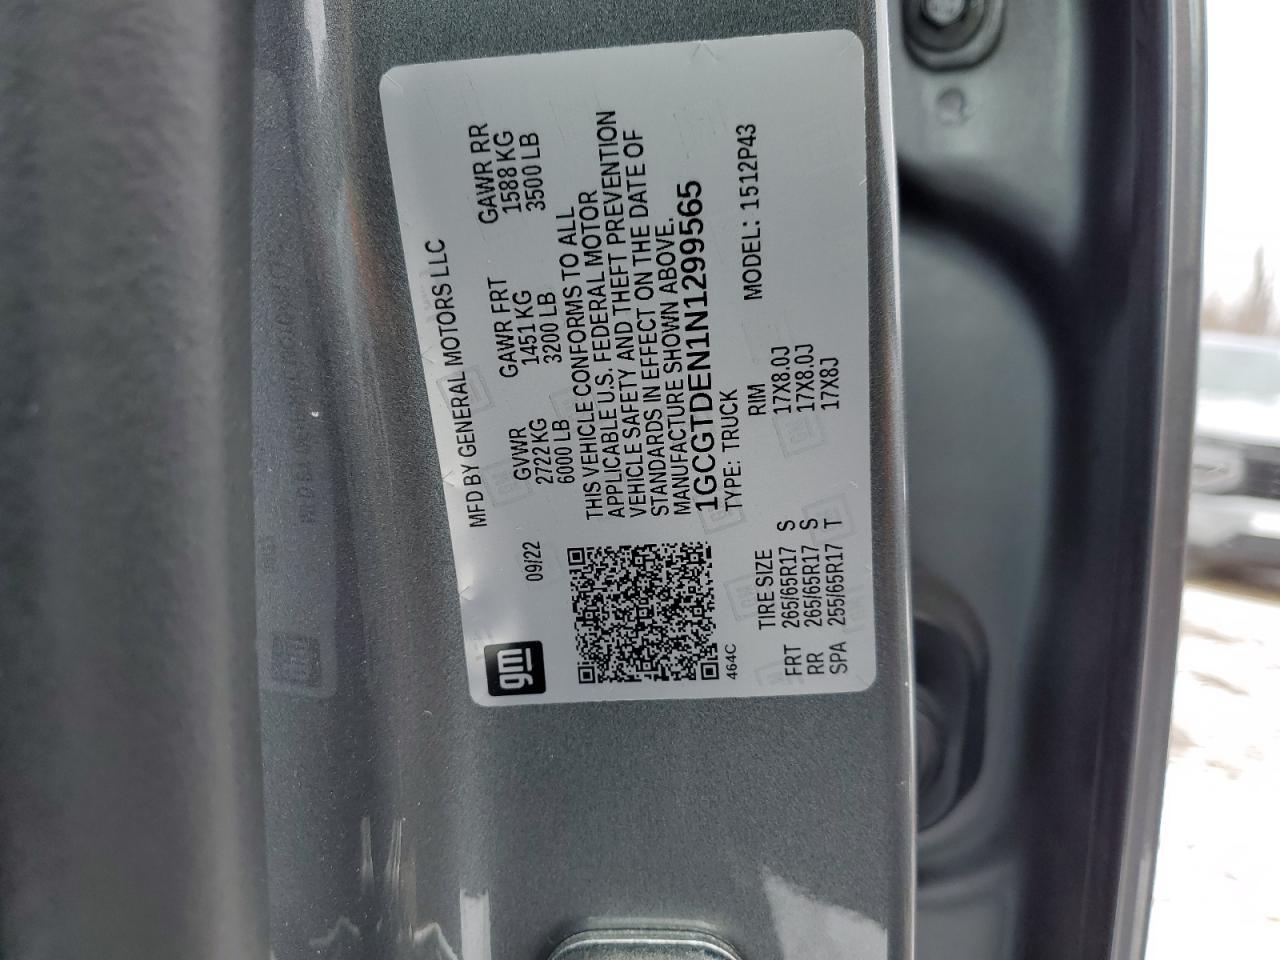 gm
09/22
MFD BY GENERAL MOTORS LLC
GVWR GAWR FRT GAWR RR
2722 KG 1451 KG 1588 KG
6000 LB 3200 LB 3500 LB
THIS VEHICLE CONFORMS TO ALL
APPLICABLE U.S. FEDERAL MOTOR
VEHICLE SAFETY AND THEFT PREVENTION
STANDARDS IN EFFECT ON THE DATE OF
MANUFACTURE SHOWN ABOVE.
1GCGTDEN1N1299565
464C
TYPE: TRUCK MODEL: 1512P43
TIRE SIZE RIM
FRT 265/65R17 S 17X8.0J
RR 265/65R17 S 17X8.0J
SPA 255/65R17 T 17X8J